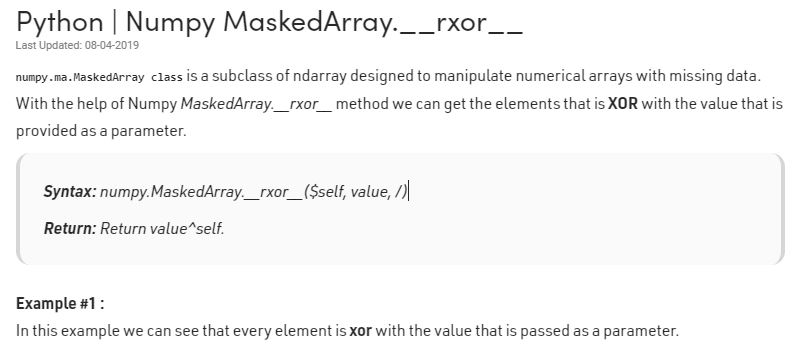 Python | Numpy MaskedArray.__rxor__
Last Updated: 08-04-2019
numpy.ma.MaskedArray class is a subclass of ndarray designed to manipulate numerical arrays with missing data.
With the help of Numpy MaskedArray.__rxor__ method we can get the elements that is XOR with the value that is
provided as a parameter.
Syntax: numpy.MaskedArray.__rxor__($self, value, /)
Return: Return value^self.
Example #1 :
In this example we can see that every element is xor with the value that is passed as a parameter.